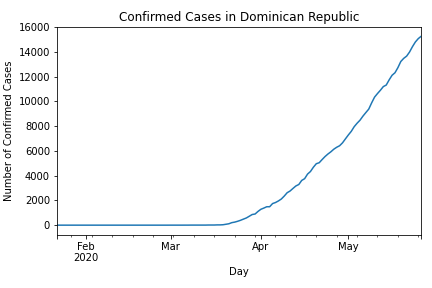 Confirmed Cases in Dominican Republic
16000
14000
12000
10000
8000
6000
4000
2000
0
Number of Confirmed Cases
Feb
2020
Mar
Apr
May
Day